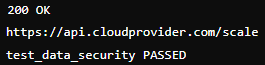 200 OK
https://api.cloudprovider.com/scale
test_data_security PASSED